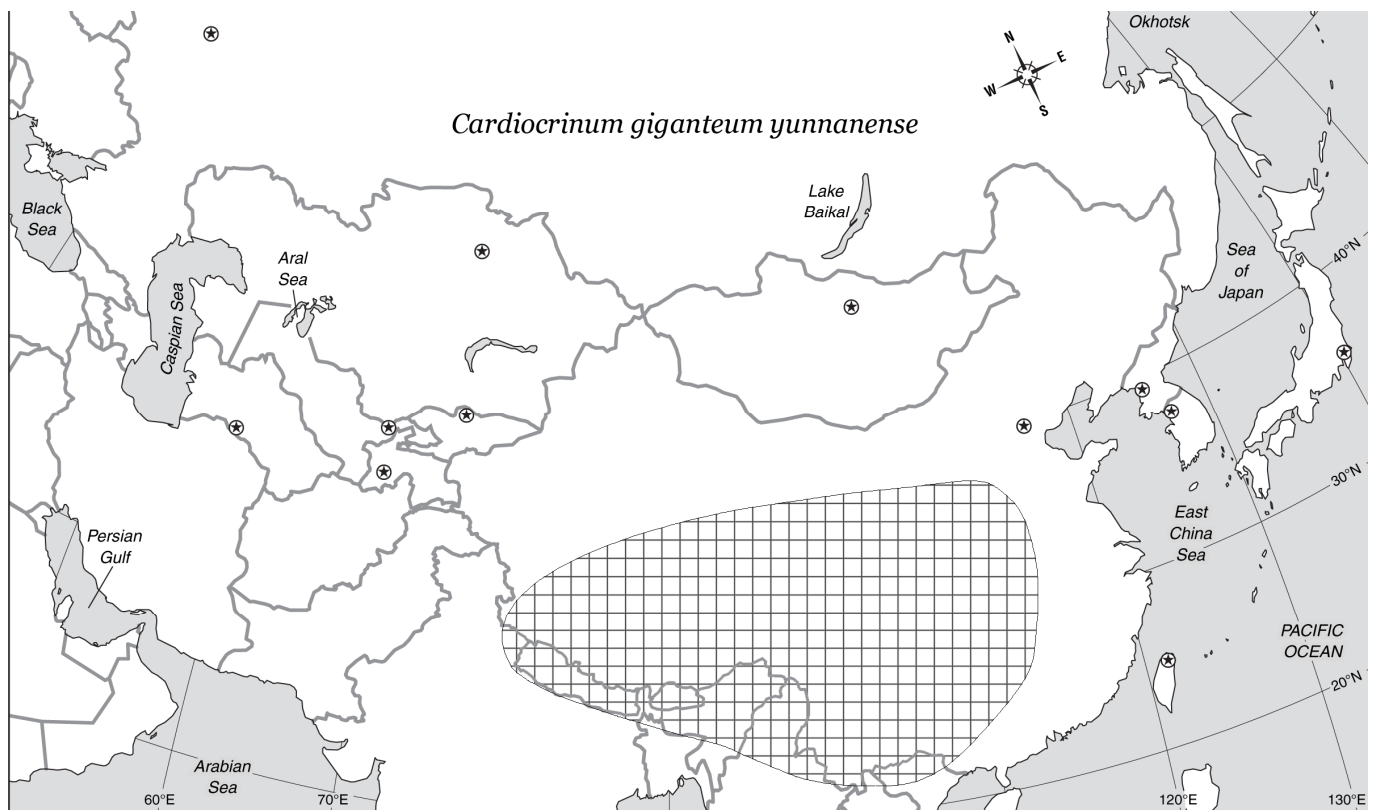 Okhotsk
N
E
W
S
Cardiocrinum giganteum yunnanense
Lake
Baikal
Black
Sea
Aral
Sea
Caspian Sea
Sea
of
Japan
40°N
30°N
East
China
Sea
Persian
Gulf
PACIFIC
OCEAN
20°N
Arabian
Sea
60°E
70°E
120°E
130°E